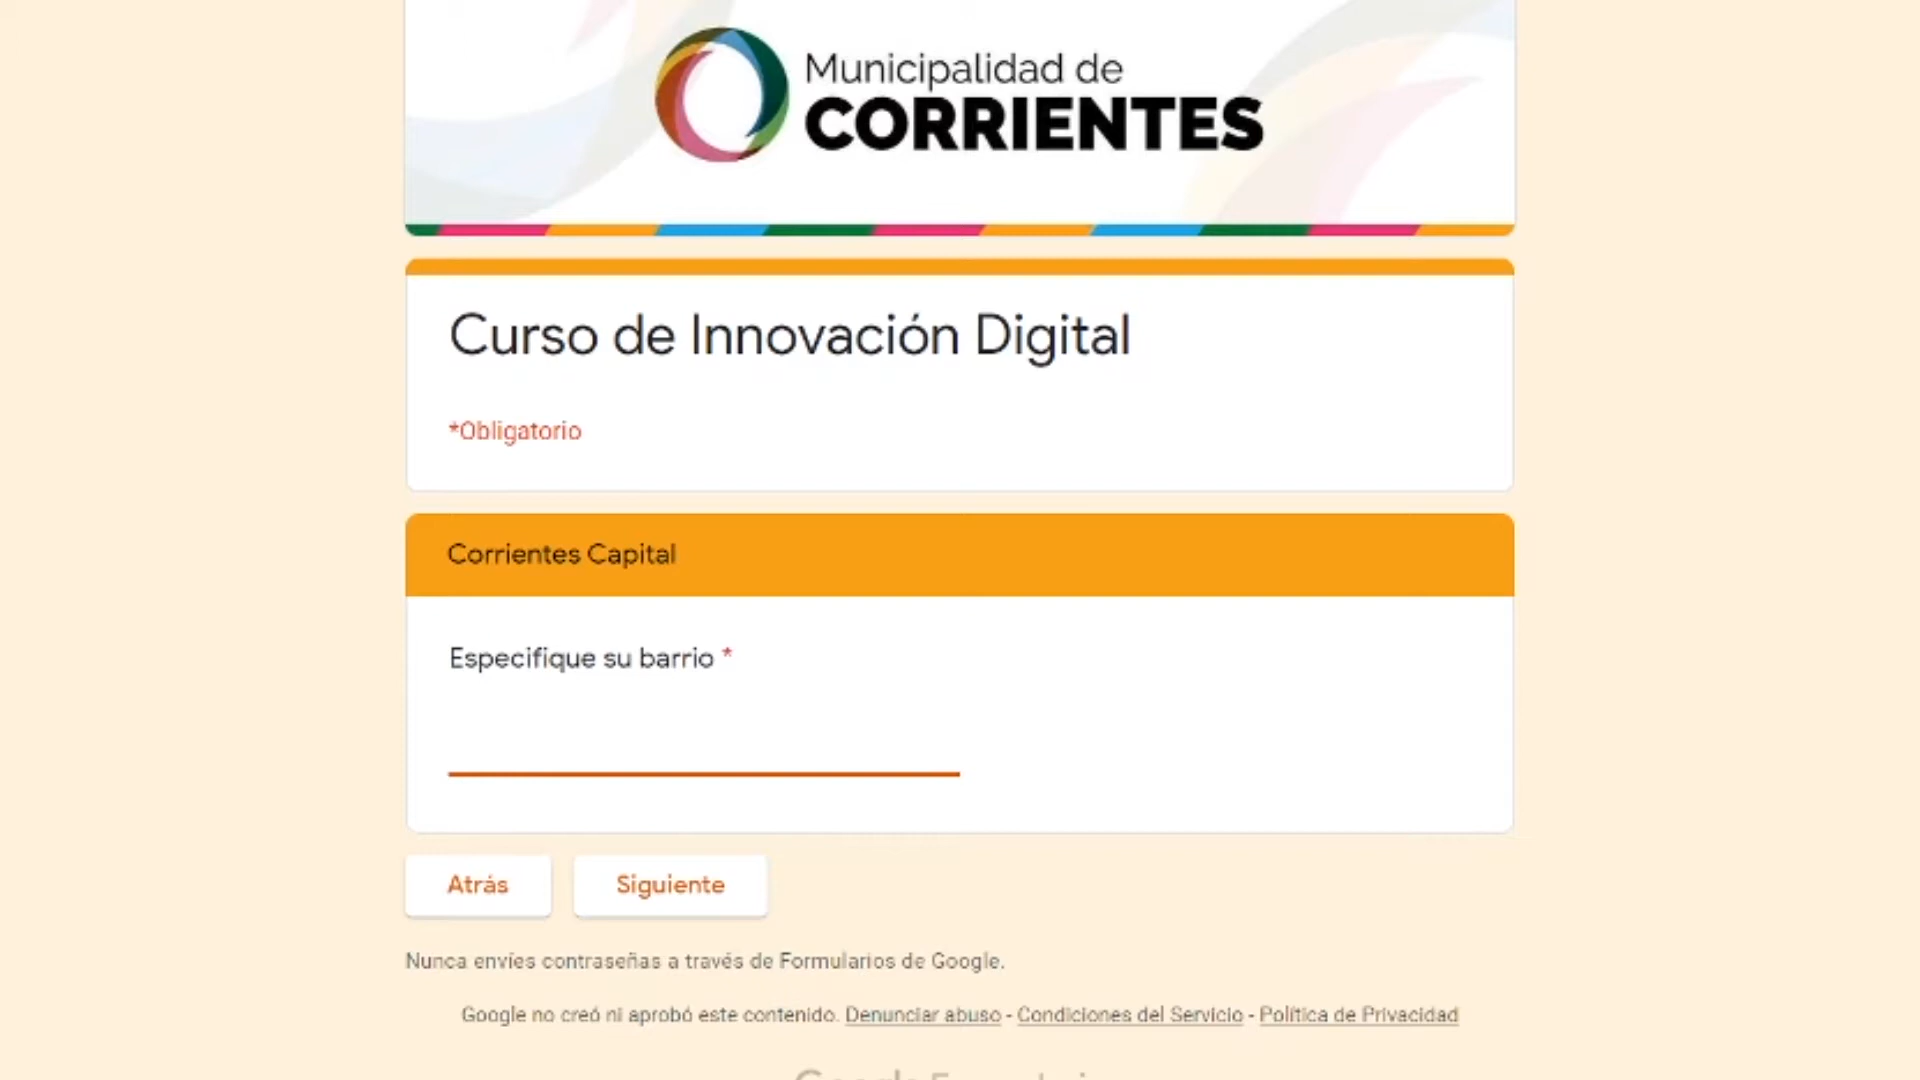 Municipalidad de
CORRIENTES
Curso de Innovación Digital
*Obligatorio
Corrientes Capital
Especifique su barrio *
Atrás
Siguiente
Nunca envíes contraseñas a través de Formularios de Google.
Google no creó ni aprobó este contenido. Denunciar abuso - Condiciones del Servicio - Política de Privacidad